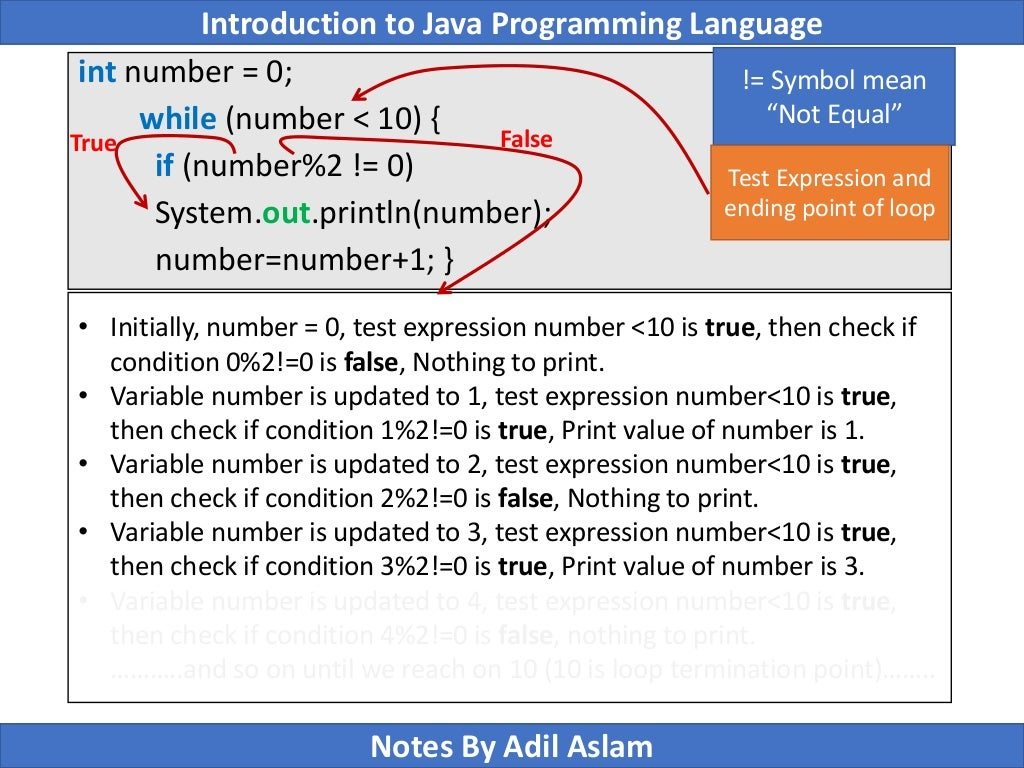 Introduction to Java Programming Language
int number = 0;
while (number < 10) {
True
False
if (number%2 != 0)
System.out.println(number);
number=number+1; }
!= Symbol mean
“Not Equal”
Test Expression and
ending point of loop
• Initially, number = 0, test expression number <10 is true, then check if
condition 0%2!=0 is false, Nothing to print.
• Variable number is updated to 1, test expression number<10 is true,
then check if condition 1%2!=0 is true, Print value of number is 1.
• Variable number is updated to 2, test expression number<10 is true,
then check if condition 2%2!=0 is false, Nothing to print.
• Variable number is updated to 3, test expression number<10 is true,
then check if condition 3%2!=0 is true, Print value of number is 3.
• Variable number is updated to 4, test expression number<10 is true,
then check if condition 4%2!=0 is false, nothing to print.
………..and so on until we reach on 10 (10 is loop termination point)……..
Notes By Adil Aslam